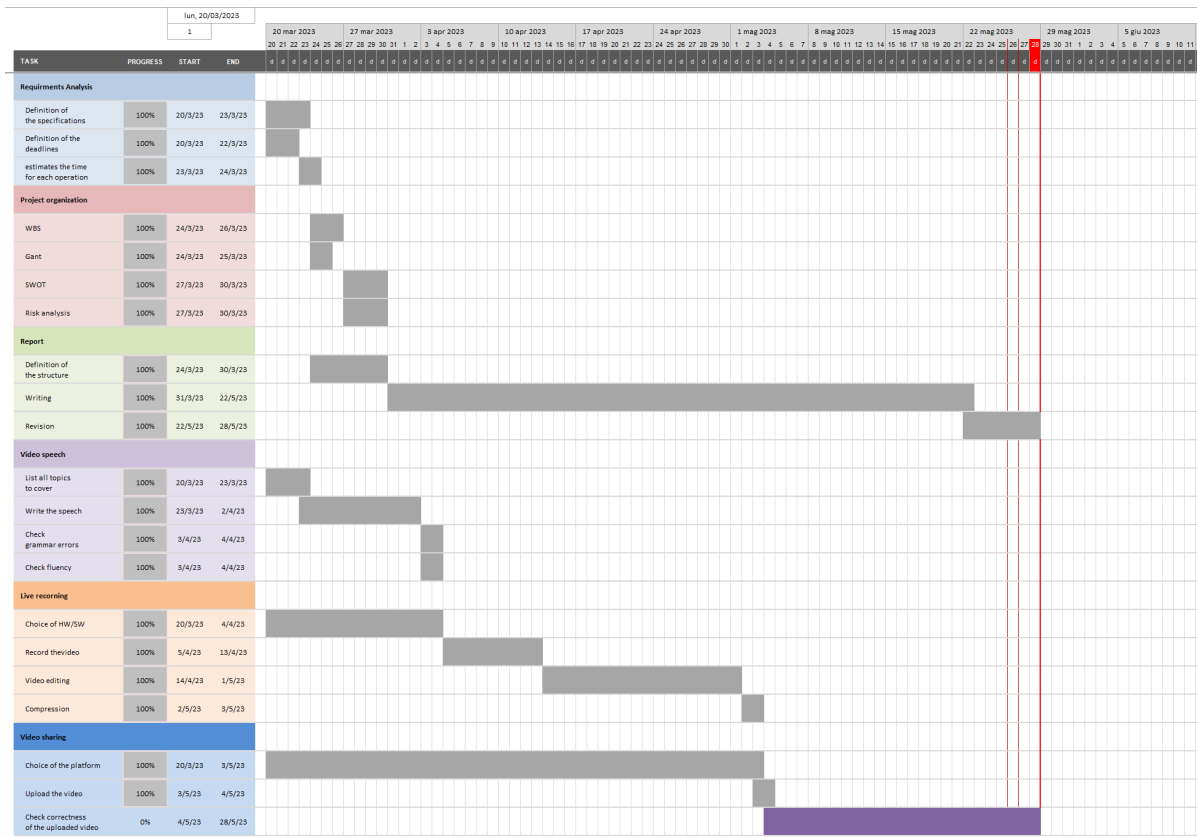 lun, 20/03/2023
1
20 mar 2023 27 mar 2023 3 apr 2023 10 apr 2023 17 apr 2023 24 apr 2023 1 mag 2023 8 mag 2023 15 mag 2023 22 mag 2023 29 mag 2023 5 giu 2023
20 21 22 23 24 25 26 27 28 29 30 31 1 2 3 4 5 6 7 8 9 10 11 12 13 14 15 16 17 18 19 20 21 22 23 24 25 26 27 28 29 30 1 2 3 4 5 6 7 8 9 10 11 12 13 14 15 16 17 18 19 20 21 22 23 24 25 26 27 28 29 30 31 1 2 3 4 5 6 7 8 9 10 11
TASK PROGRESS START END d d d d d d d d d d d d d d d d d d d d d d d d d d d d d d d d d d d d d d d d d d d d d d d d d d d d d d d d d d d d d d d d d d d d d d d d d d d d d d d d d d d d
Requirments Analysis
Definition of
the specifications 100% 20/3/23 23/3/23
Definition of the
deadlines 100% 20/3/23 22/3/23
estimates the time
for each operation 100% 23/3/23 24/3/23
Project organization
WBS 100% 24/3/23 26/3/23
Gant 100% 24/3/23 25/3/23
SWOT 100% 27/3/23 30/3/23
Risk analysis 100% 27/3/23 30/3/23
Report
Definition of
the structure 100% 24/3/23 30/3/23
Writing 100% 31/3/23 22/5/23
Revision 100% 22/5/23 28/5/23
Video speech
List all topics
to cover 100% 20/3/23 23/3/23
Write the speech 100% 23/3/23 2/4/23
Check
grammar errors 100% 3/4/23 4/4/23
Check fluency 100% 3/4/23 4/4/23
Live recorning
Choice of HW/SW 100% 20/3/23 4/4/23
Record thevideo 100% 5/4/23 13/4/23
Video editing 100% 14/4/23 1/5/23
Compression 100% 2/5/23 3/5/23
Video sharing
Choice of the platform 100% 20/3/23 3/5/23
Upload the video 100% 3/5/23 4/5/23
Check correctness
of the uploaded video 0% 4/5/23 28/5/23